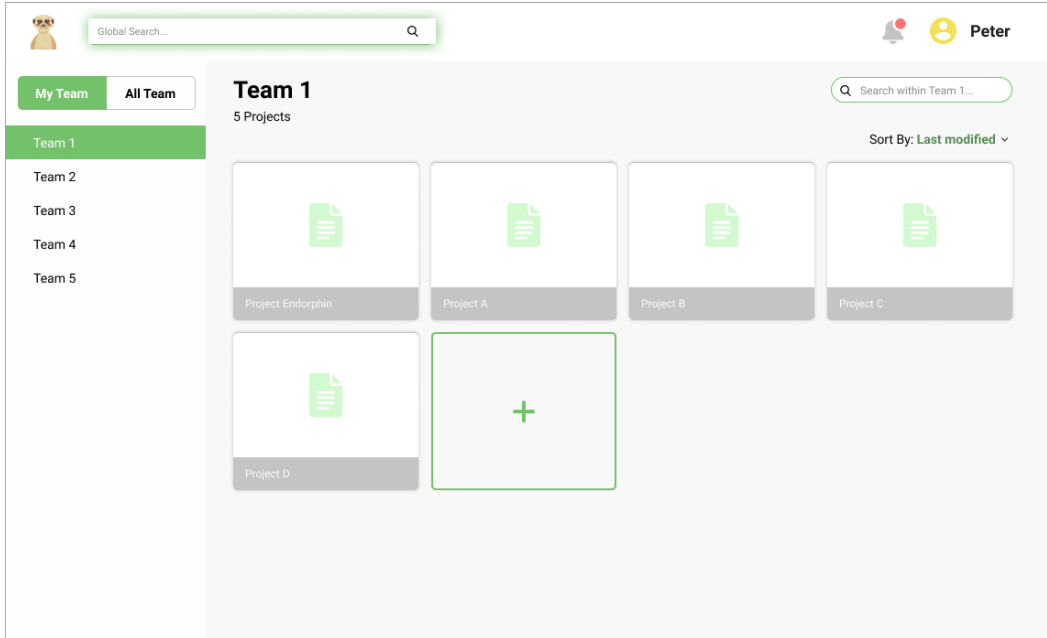 Global Search...
Peter
My Team
All Team
Team 1
Team 2
Team 3
Team 4
Team 5
Team 1
5 Projects
Search within Team 1...
Sort By: Last modified
Project Endorphin
Project A
Project B
Project C
Project D